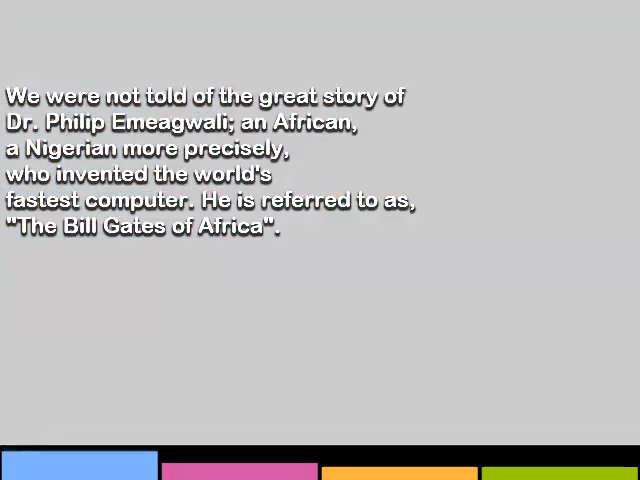 We were not told of the great story of
Dr. Philip Emeagwali; an African,
a Nigerian more precisely,
who invented the world's
fastest computer. He is referred to as,
"The Bill Gates of Africa".